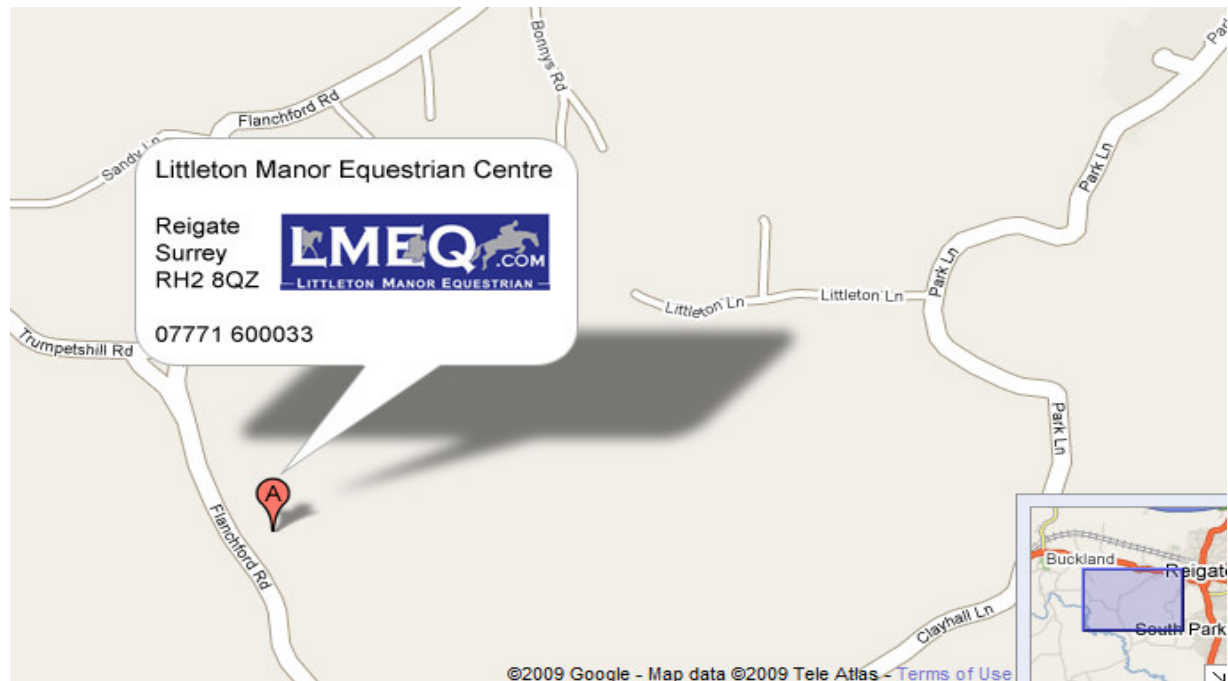 Bonnys Rd
Flanchford Rd
Sandy Ln
Park Ln
Littleton Manor Equestrian Centre
Reigate
Surrey
RH2 8QZ
LMEQ.COM
LITTLETON MANOR EQUESTRIAN
07771 600033
Park Ln
Littleton Ln
Littleton Ln
Trumpetshill Rd
Park Ln
A
Flanchford Rd
Clayhall Ln
Buckland
Reigate
South Park
©2009 Google - Map data ©2009 Tele Atlas - Terms of Use